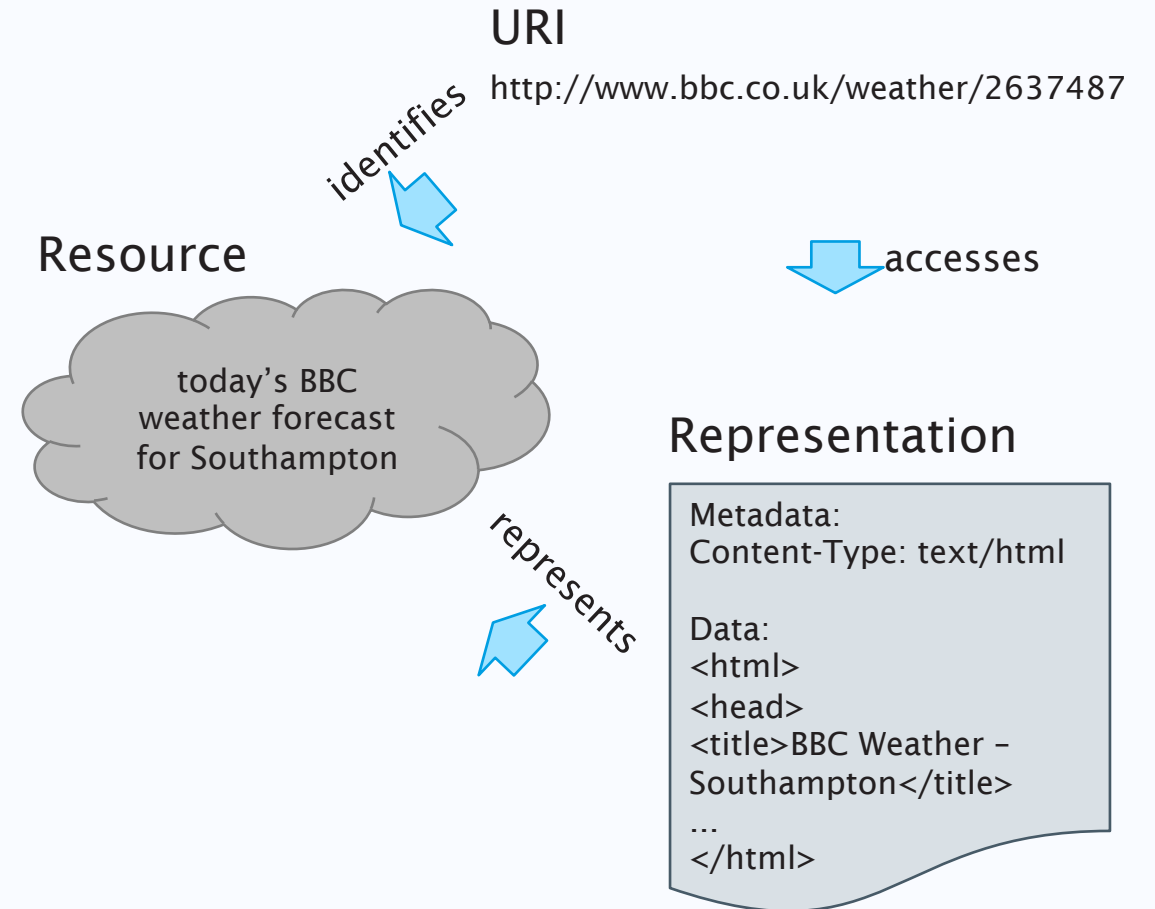 URI
http://www.bbc.co.uk/weather/2637487
identifies
Resource
accesses
today’s BBC
weather forecast
for Southampton
represents
Representation
Metadata:
Content-Type: text/html
Data:
<html>
<head>
<title>BBC Weather –
Southampton</title>
...
</html>